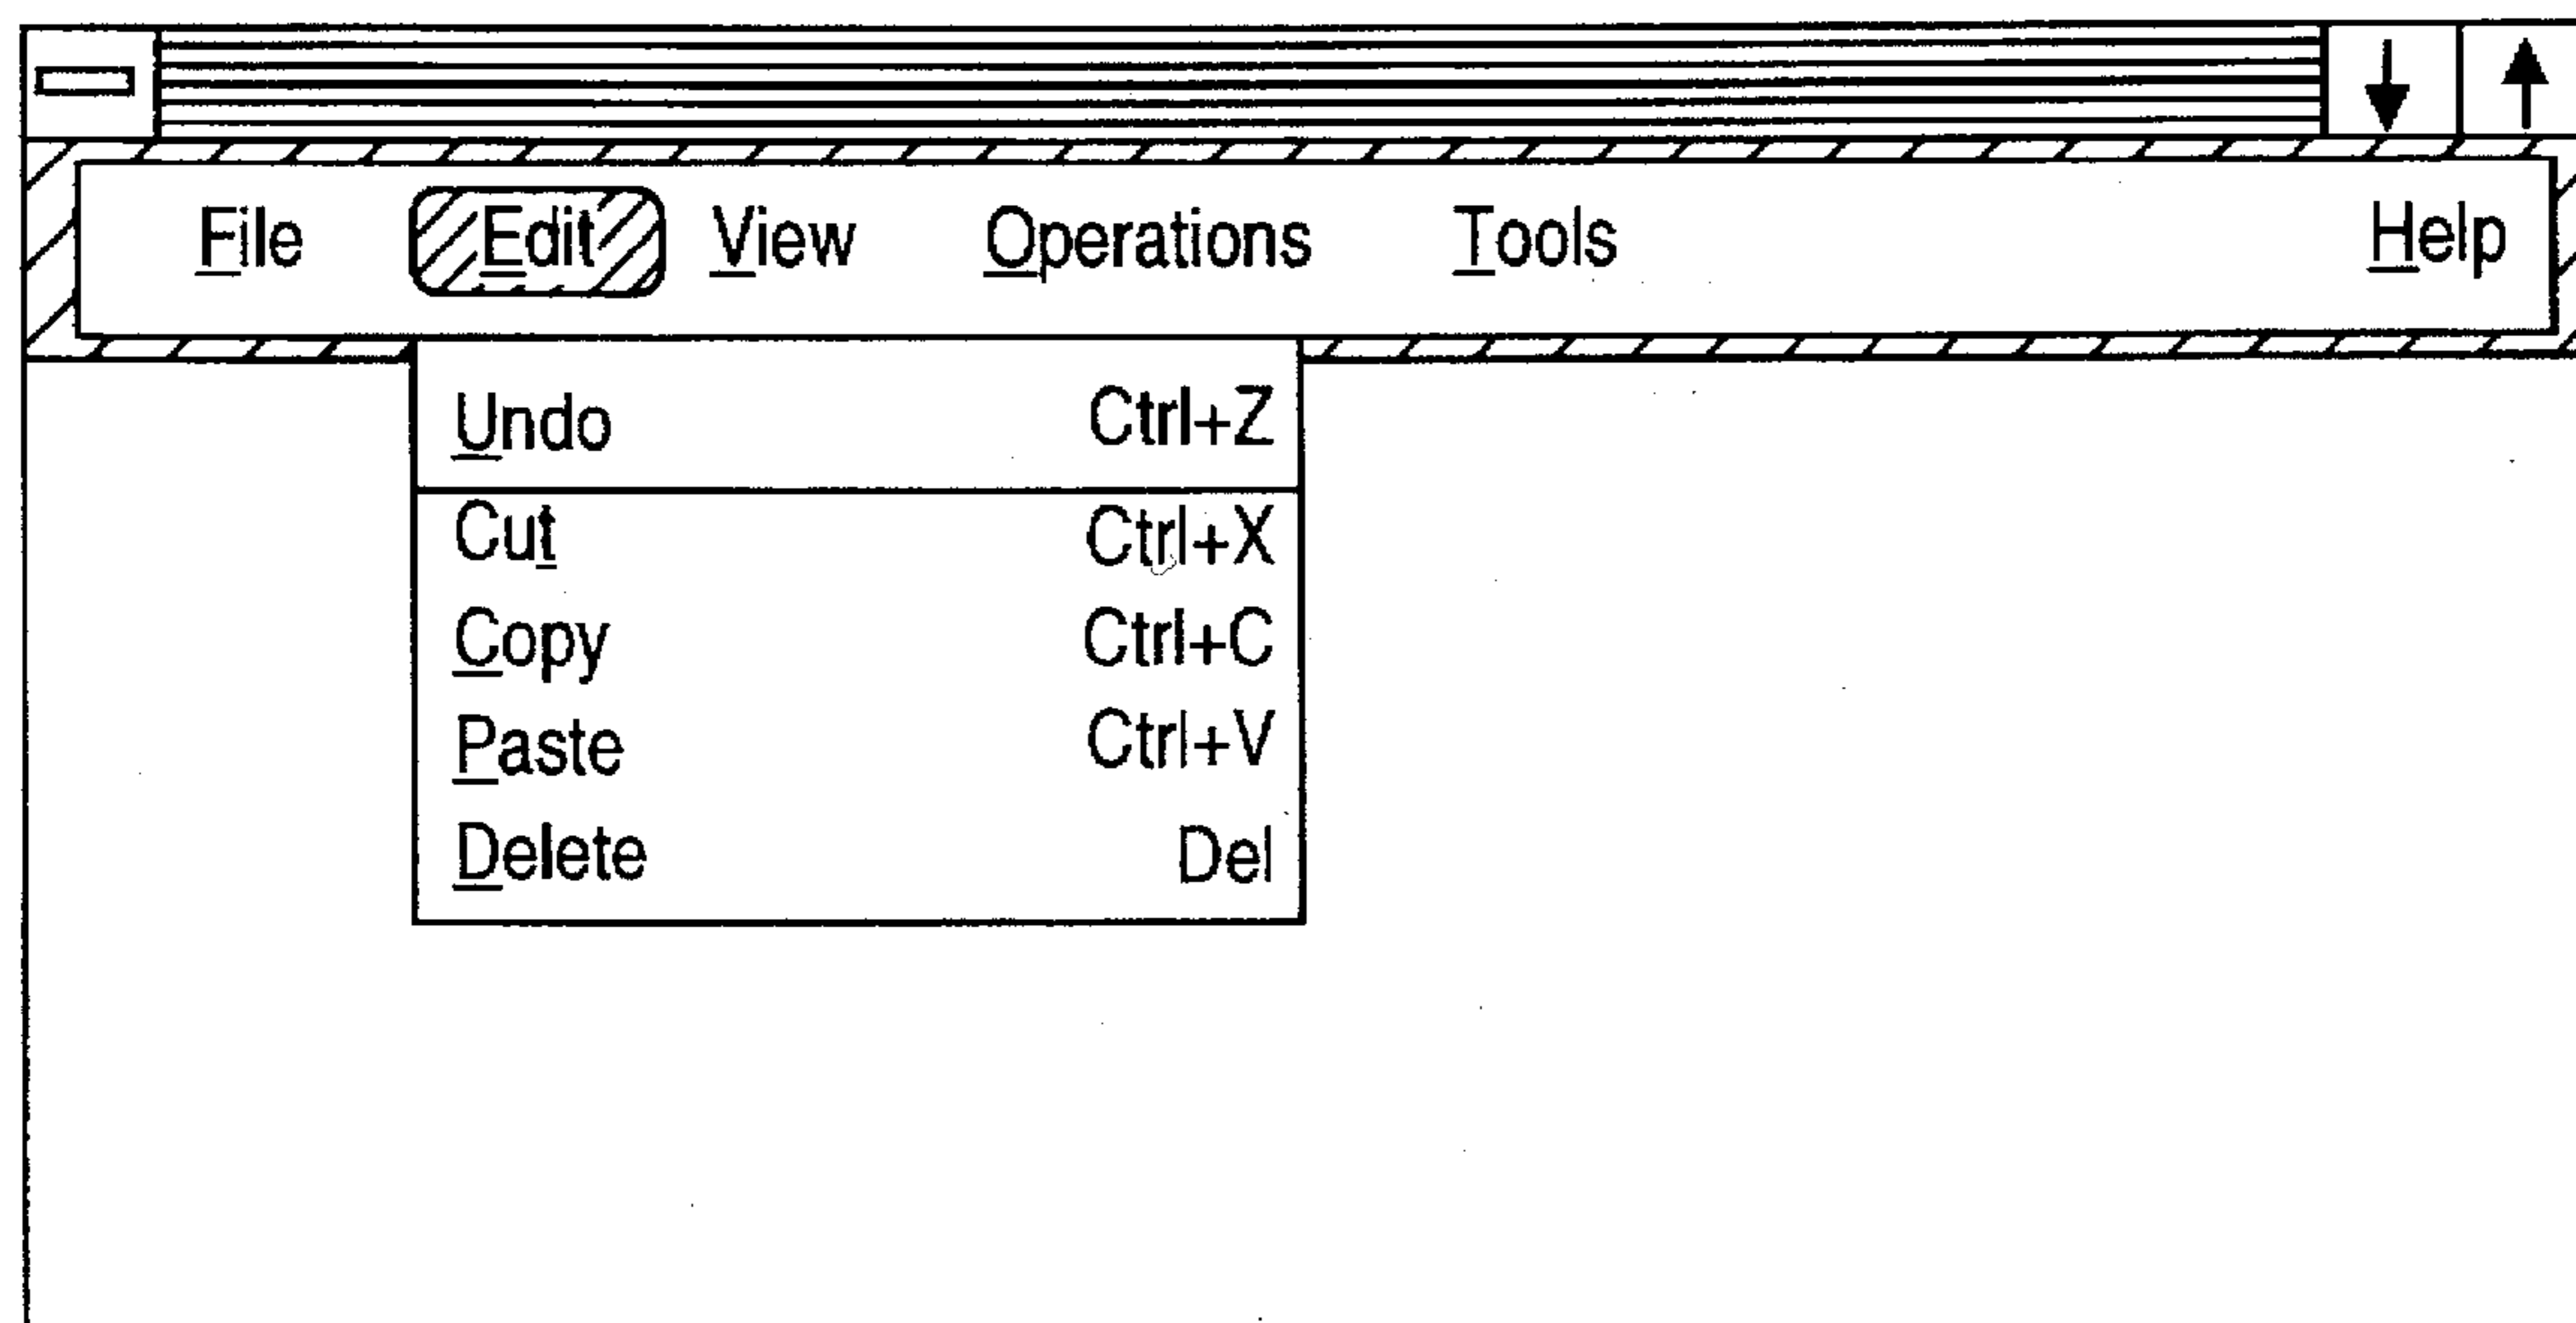 File Edit View Operations Tools Help
Undo Ctrl+Z
Cut Ctrl+X
Copy Ctrl+C
Paste Ctrl+V
Delete Del